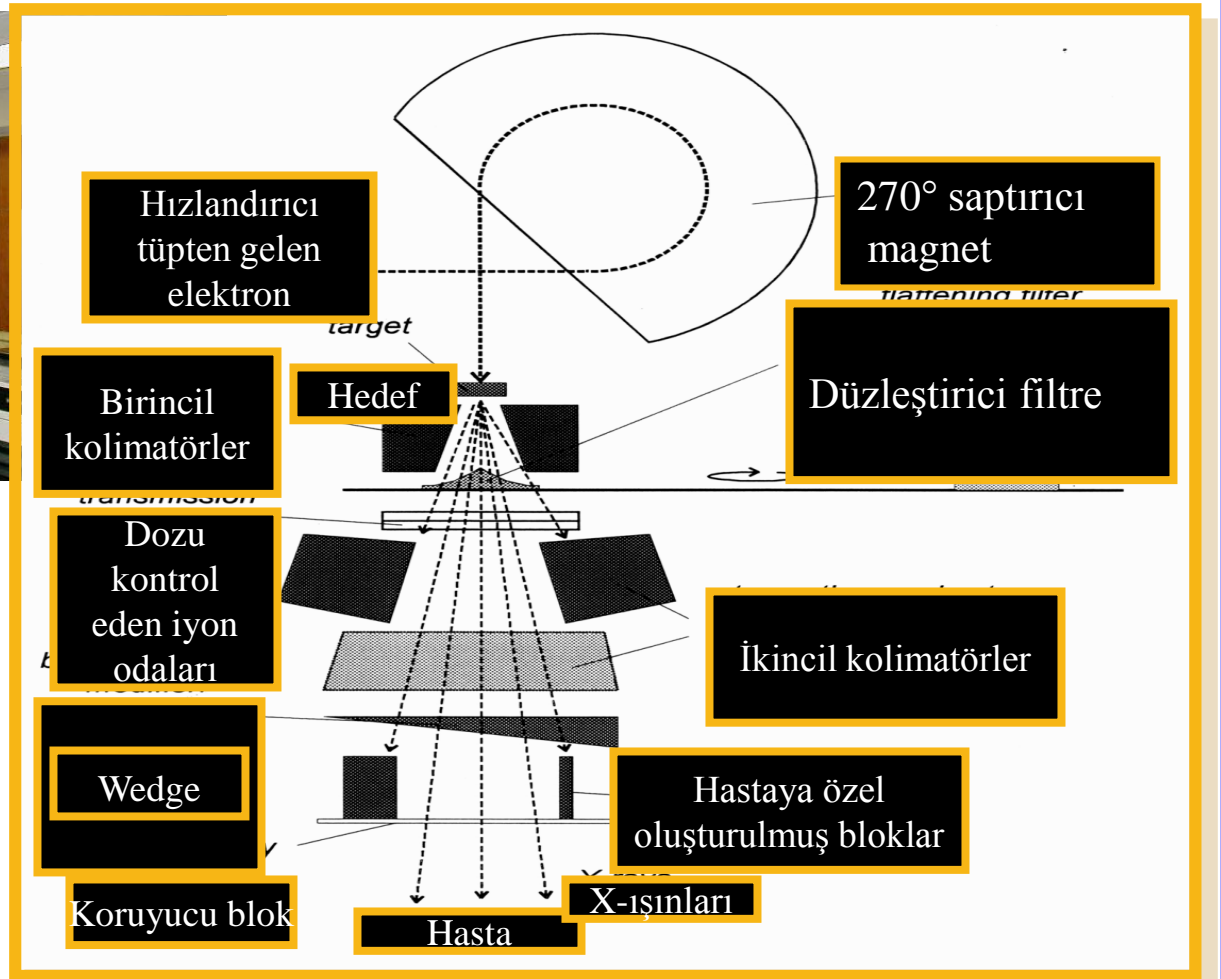 Hızlandırıcı
tüpten gelen
elektron
270° saptırıcı
magnet
flattening filter
target
Birincil
kolimatörler
Hedef
Düzleştirici filtre
transmission
Dozu
kontrol
eden iyon
odaları
İkincil kolimatörler
Wedge
Hastaya özel
oluşturulmuş bloklar
Koruyucu blok
X-ışınları
Hasta